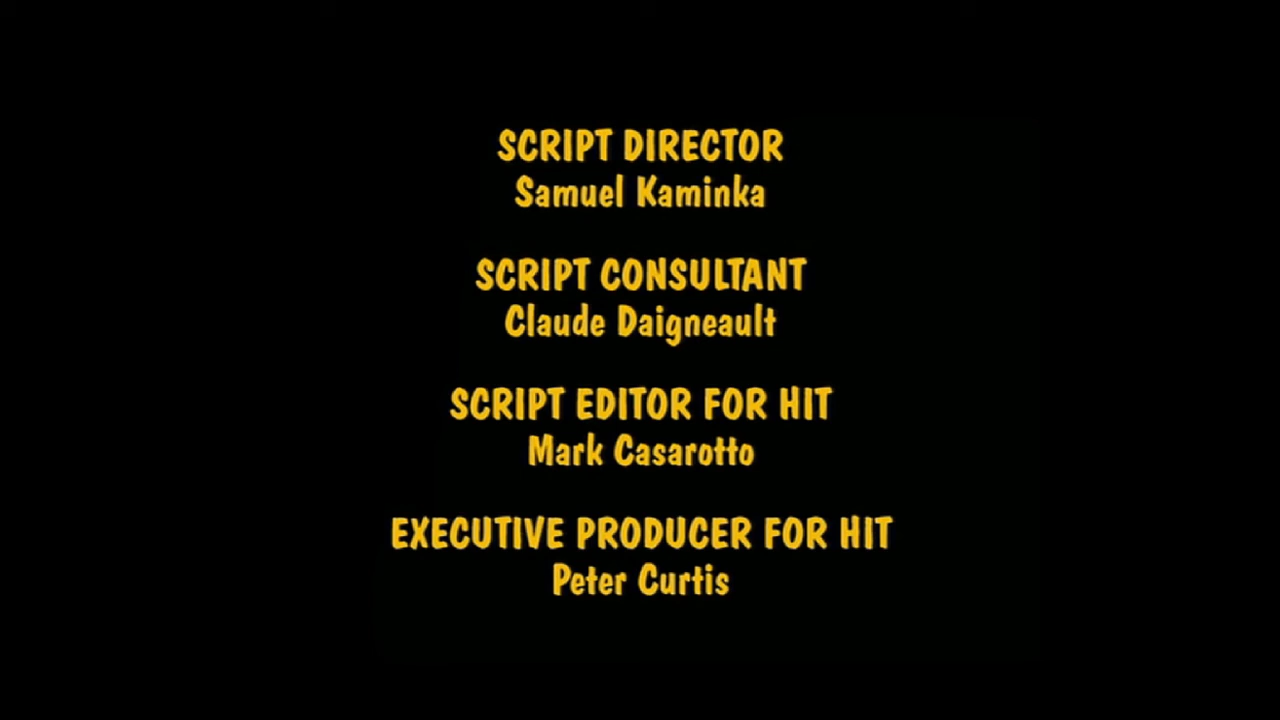 SCRIPT DIRECTOR
Samuel Kaminka
SCRIPT CONSULTANT
Claude Daigneault
SCRIPT EDITOR FOR HIT
Mark Casarotto
EXECUTIVE PRODUCER FOR HIT
Peter Curtis